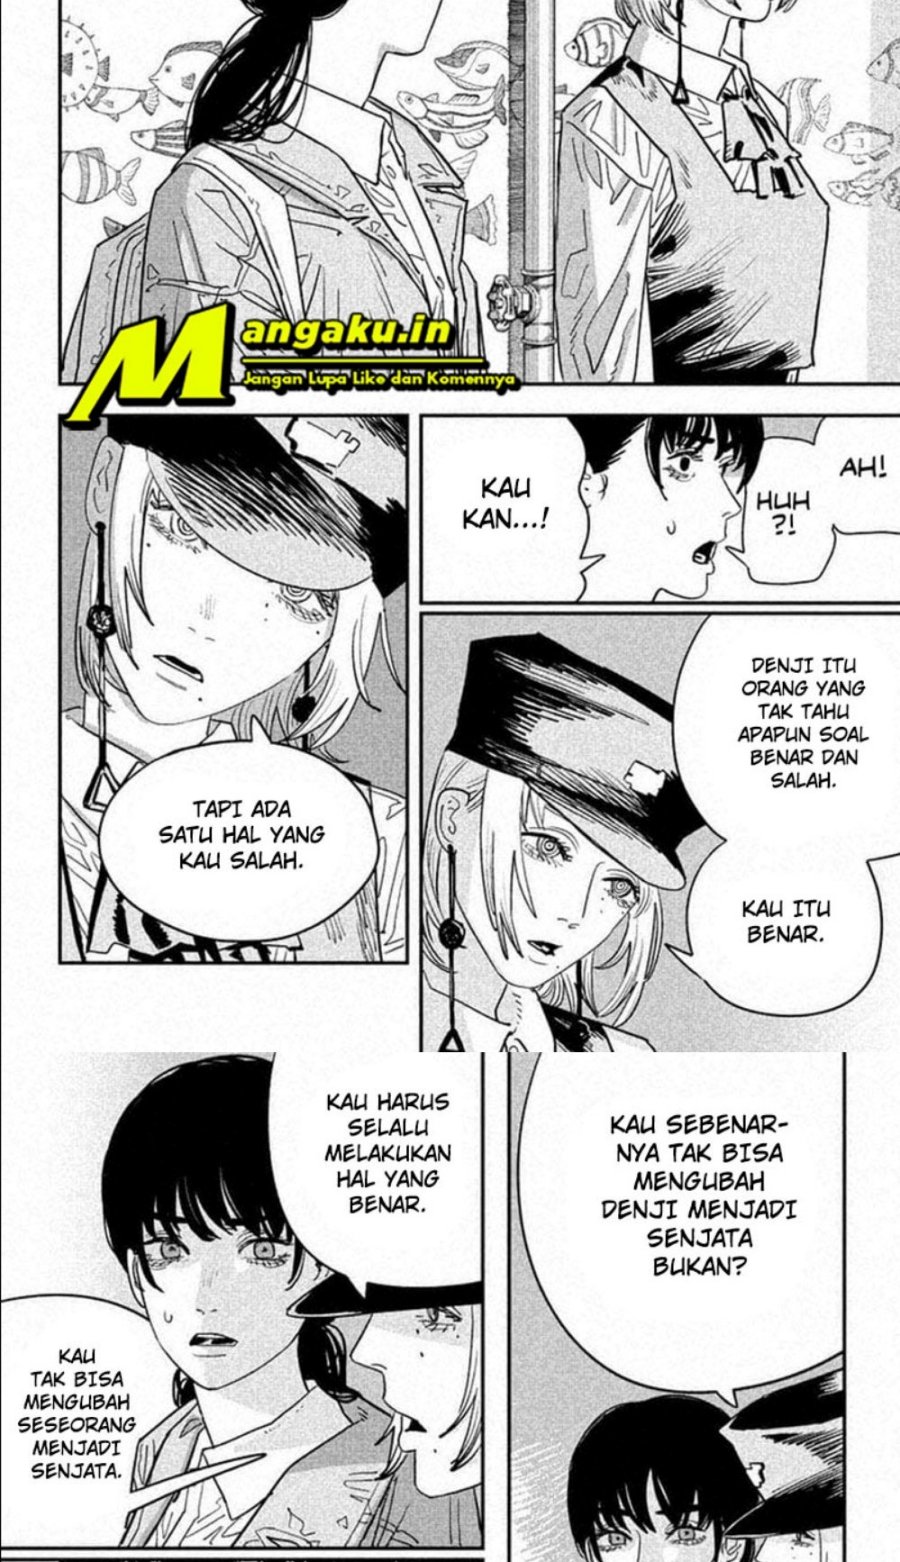 Mangaku.in
Jangan Lupa Like dan Komennya
KAU
KAN...!
HUH
?!
AH!
TAPI ADA
SATU HAL YANG
KAU SALAH.
DENJI ITU
ORANG YANG
TAK TAHU
APAPUN SOAL
BENAR DAN
SALAH.
KAU ITU
BENAR.
KAU HARUS
SELALU
MELAKUKAN
HAL YANG
BENAR.
KAU
TAK BISA
MENGUBAH
SESEORANG
MENJADI
SENJATA.
KAU SEBENAR-
NYA TAK BISA
MENGUBAH
DENJI MENJADI
SENJATA
BUKAN?